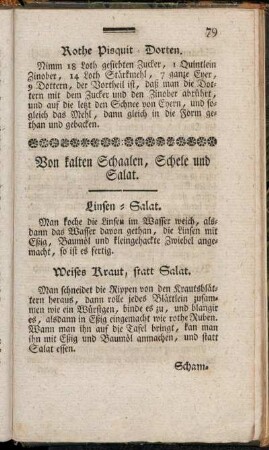 79
Rothe Pisquit - Dorten.
Nimm 18 Loth gesiebten Zucker, 1 Quintlein
Zinober, 14 Loth Stärkmehl, 7 ganze Eyer,
9 Dottern, der Vortheil ist, daß man die Dot-
tern mit dem Zucker und den Zinober abrührt,
und auf die letzt den Schnee von Eyern, und so-
gleich das Mehl, dann gleich in die Form ge-
than und gebacken.
Von kalten Schaalen, Schele und
Salat.
Linsen - Salat.
Man koche die Linsen im Wasser weich, als-
dann das Wasser davon gethan, die Linsen mit
Eßig, Baumöl und kleingehackte Zwiebel ange-
macht, so ist es fertig.
Weises Kraut, statt Salat.
Man schneidet die Rippen von den Krautsblät-
tern heraus, dann rolle jedes Blättlein zusam-
men wie ein Würstgen, binde es zu, und blangir
es, alsdann in Eßig eingemacht wie rothe Ruben.
Wann man ihn auf die Tafel bringt, kan man
ihn mit Eßig und Baumöl anmachen, und statt
Salat essen.
Scham-